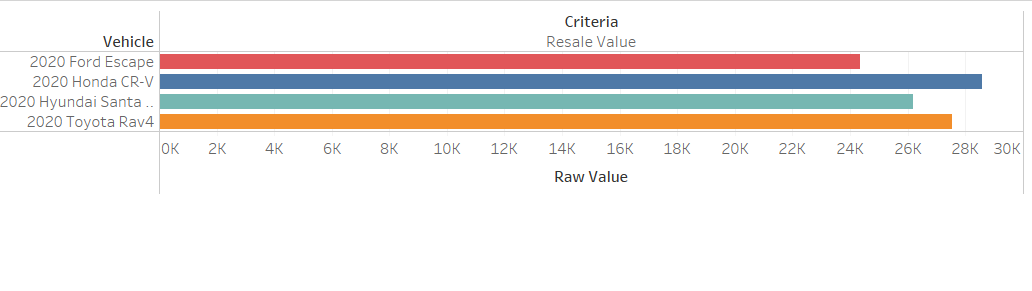 Criteria
Vehicle Resale Value
2020 Ford Escape
2020 Honda CR-V
2020 Hyundai Santa ..
2020 Toyota Rav4
0K 2K 4K 6K 8K 10K 12K 14K 16K 18K 20K 22K 24K 26K 28K 30K
Raw Value